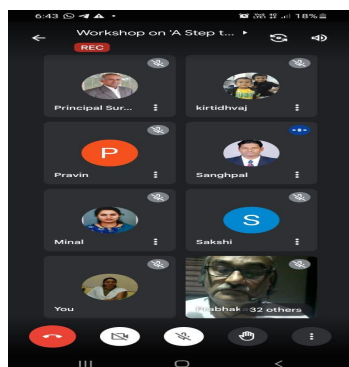 6:43
18%
Workshop on 'A Step t...
REC
Principal Sur...
kirtidhvaj
P
Pravin
Sanghpal
Minal
S
Sakshi
You
32 others